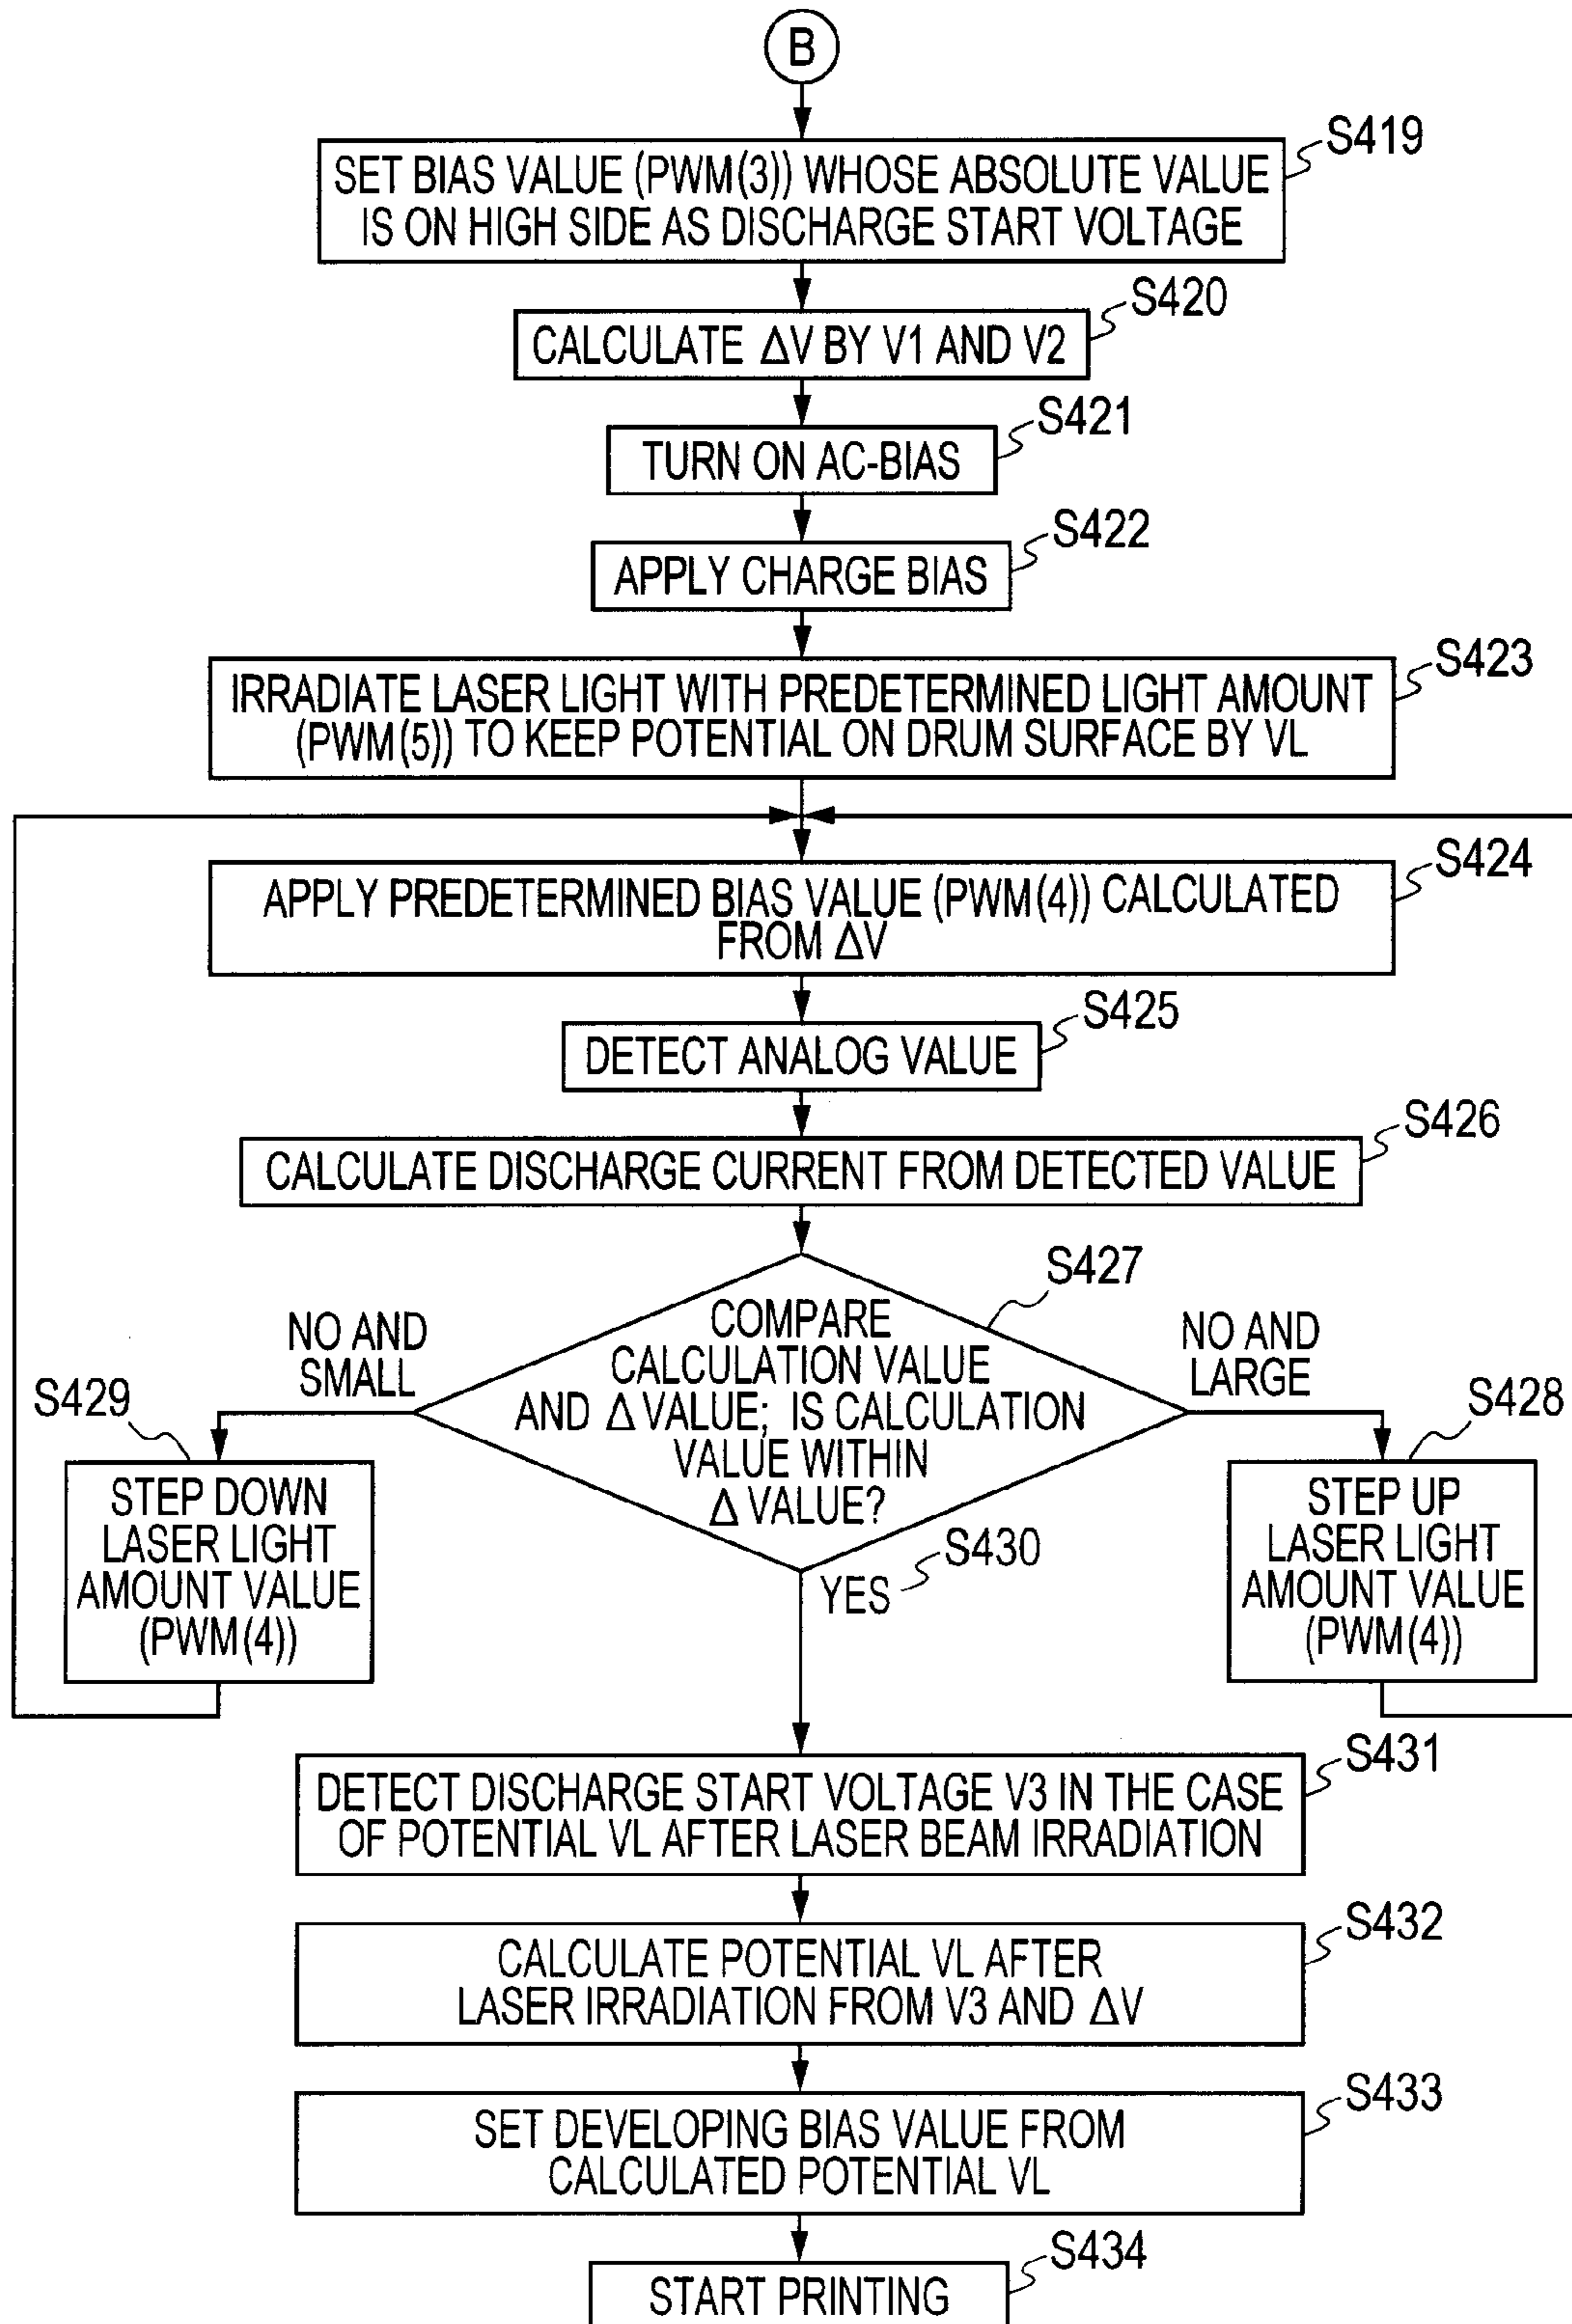 B
S419
SET BIAS VALUE (PWM(3)) WHOSE ABSOLUTE VALUE
IS ON HIGH SIDE AS DISCHARGE START VOLTAGE
S420
CALCULATE ΔV BY V1 AND V2
S421
TURN ON AC-BIAS
S422
APPLY CHARGE BIAS
S423
IRRADIATE LASER LIGHT WITH PREDETERMINED LIGHT AMOUNT
(PWM(5)) TO KEEP POTENTIAL ON DRUM SURFACE BY VL
S424
APPLY PREDETERMINED BIAS VALUE (PWM(4)) CALCULATED
FROM ΔV
S425
DETECT ANALOG VALUE
S426
CALCULATE DISCHARGE CURRENT FROM DETECTED VALUE
S427
COMPARE
CALCULATION VALUE
AND Δ VALUE; IS CALCULATION
VALUE WITHIN
Δ VALUE?
NO AND
SMALL
NO AND
LARGE
S429
STEP DOWN
LASER LIGHT
AMOUNT VALUE
(PWM(4))
S428
STEP UP
LASER LIGHT
AMOUNT VALUE
(PWM(4))
S430
YES
S431
DETECT DISCHARGE START VOLTAGE V3 IN THE CASE
OF POTENTIAL VL AFTER LASER BEAM IRRADIATION
S432
CALCULATE POTENTIAL VL AFTER
LASER IRRADIATION FROM V3 AND ΔV
S433
SET DEVELOPING BIAS VALUE FROM
CALCULATED POTENTIAL VL
S434
START PRINTING